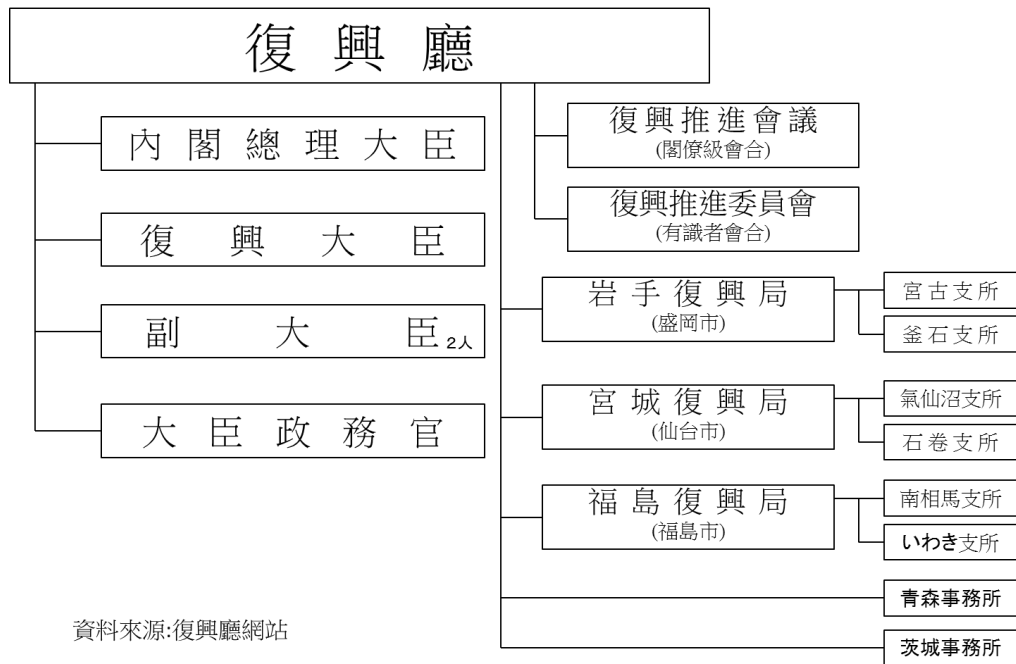 復興廳
內閣總理大臣
復興大臣
副大臣2人
大臣政務官
復興推進會議
(閣僚級會合)
復興推進委員會
(有識者會合)
岩手復興局
(盛岡市)
宮古支所
釜石支所
宮城復興局
(仙台市)
氣仙沼支所
石卷支所
福島復興局
(福島市)
南相馬支所
いわき支所
青森事務所
茨城事務所
資料來源:復興廳網站